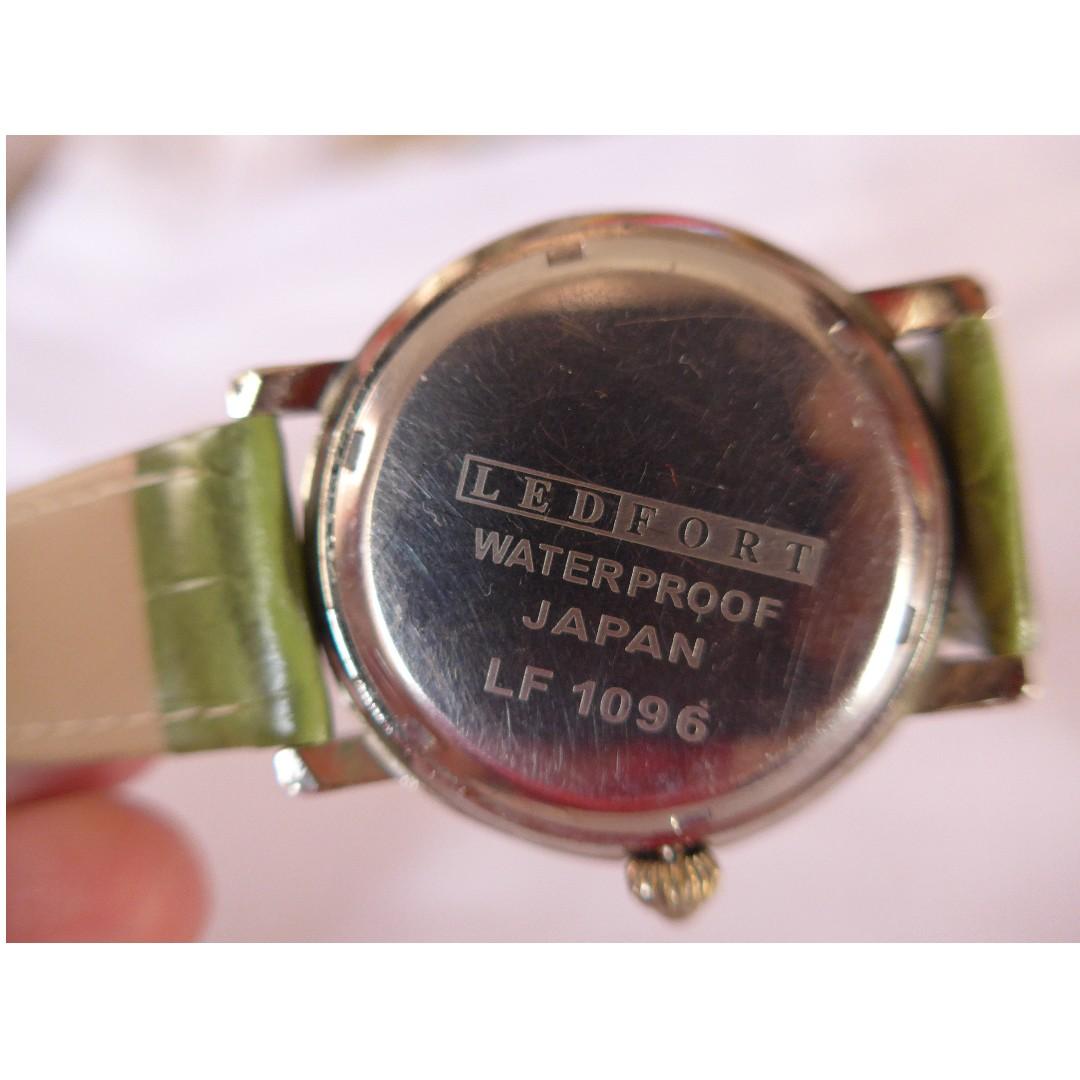 LEDFORT
WATERPROOF
JAPAN
LF 1096